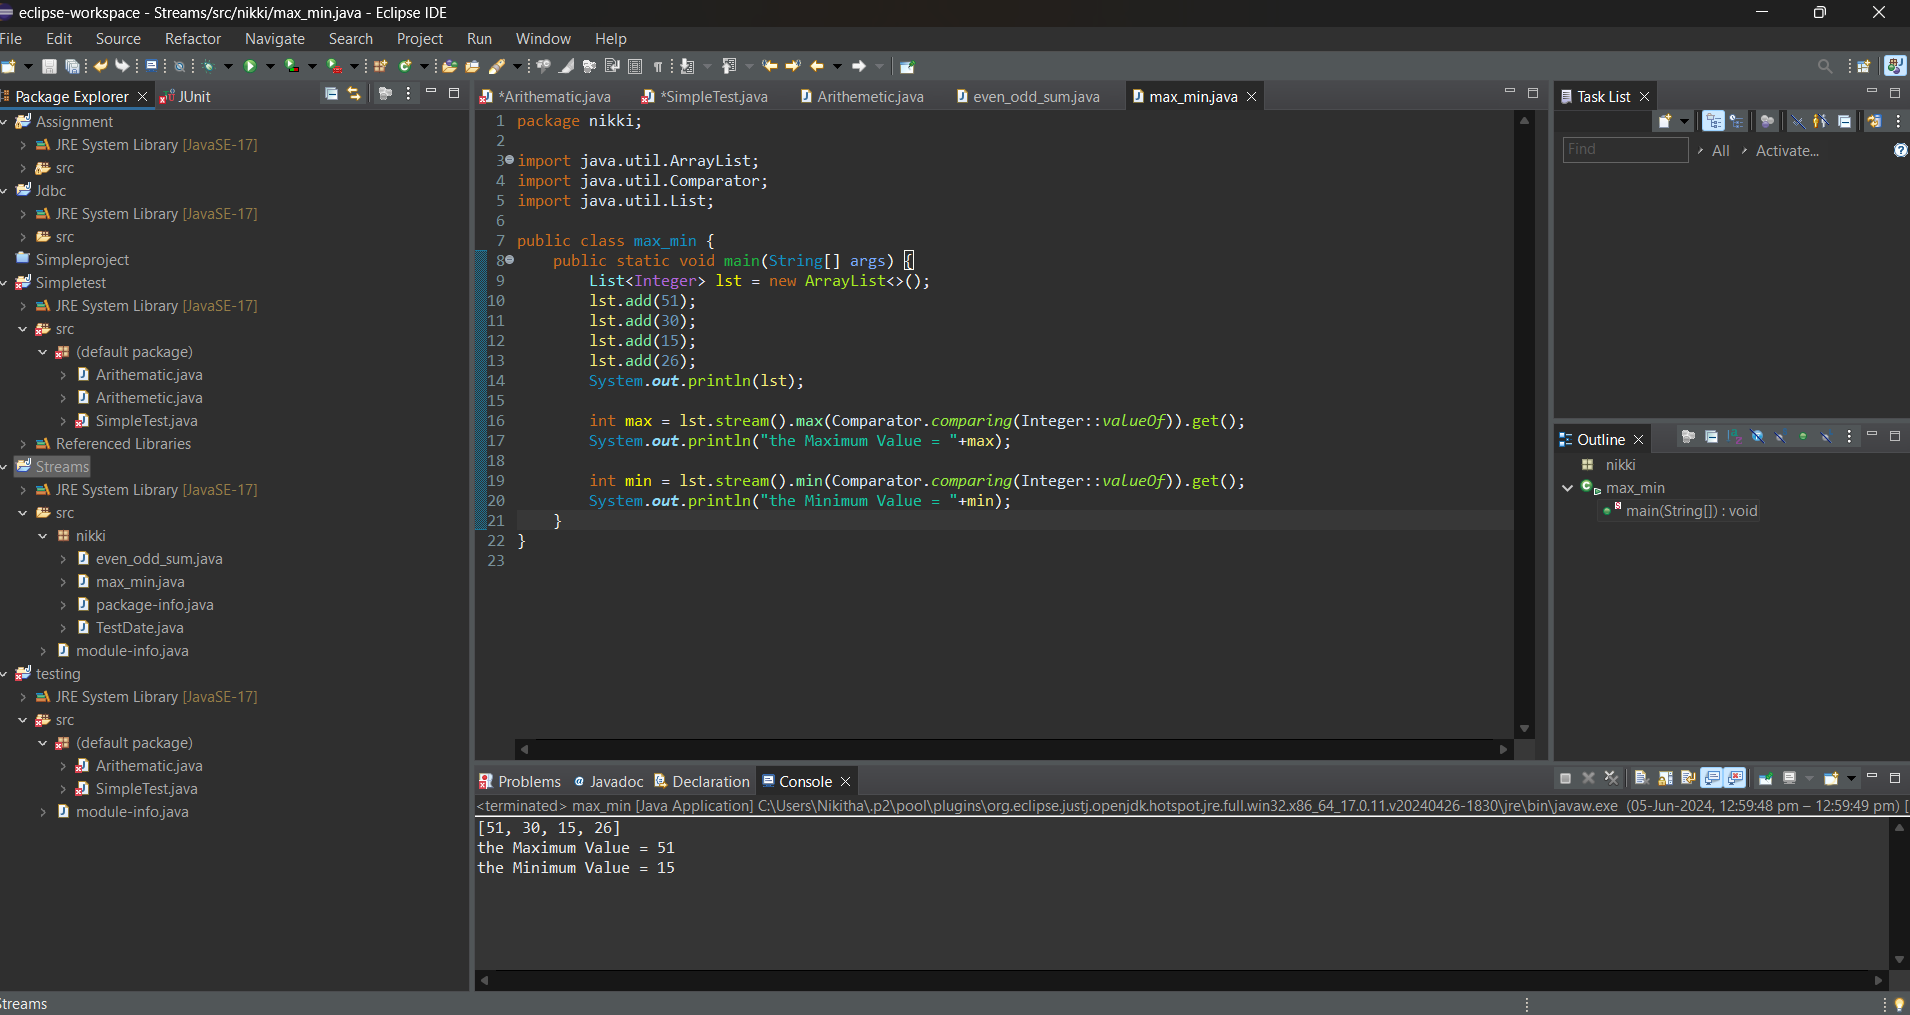 eclipse-workspace - Streams/src/nikki/max_min.java - Eclipse IDE
File Edit Source Refactor Navigate Search Project Run Window Help
Package Explorer JUnit
Assignment
JRE System Library [JavaSE-17]
src
Jdbc
JRE System Library [JavaSE-17]
src
Simpleproject
Simpletest
JRE System Library [JavaSE-17]
src
(default package)
Arithematic.java
Arithemetic.java
SimpleTest.java
Referenced Libraries
Streams
JRE System Library [JavaSE-17]
src
nikki
even_odd_sum.java
max_min.java
package-info.java
TestDate.java
module-info.java
testing
JRE System Library [JavaSE-17]
src
(default package)
Arithematic.java
SimpleTest.java
module-info.java
*Arithematic.java *SimpleTest.java Arithemetic.java even_odd_sum.java max_min.java
1 package nikki;
2
3 import java.util.ArrayList;
4 import java.util.Comparator;
5 import java.util.List;
6
7 public class max_min {
8 public static void main(String[] args) {
9 List<Integer> lst = new ArrayList<>();
10 lst.add(51);
11 lst.add(30);
12 lst.add(15);
13 lst.add(26);
14 System.out.println(lst);
15
16 int max = lst.stream().max(Comparator.comparing(Integer::valueOf)).get();
17 System.out.println("the Maximum Value = "+max);
18
19 int min = lst.stream().min(Comparator.comparing(Integer::valueOf)).get();
20 System.out.println("the Minimum Value = "+min);
21 }
22 }
23
Task List
Find All Activate...
Outline
nikki
max_min
main(String[]) : void
Problems Javadoc Declaration Console
<terminated> max_min [Java Application] C:\Users\Nikitha\.p2\pool\plugins\org.eclipse.justj.openjdk.hotspot.jre.full.win32.x86_64_17.0.11.v20240426-1830\jre\bin\javaw.exe (05-Jun-2024, 12:59:48 pm – 12:59:49 pm) [
[51, 30, 15, 26]
the Maximum Value = 51
the Minimum Value = 15
Streams